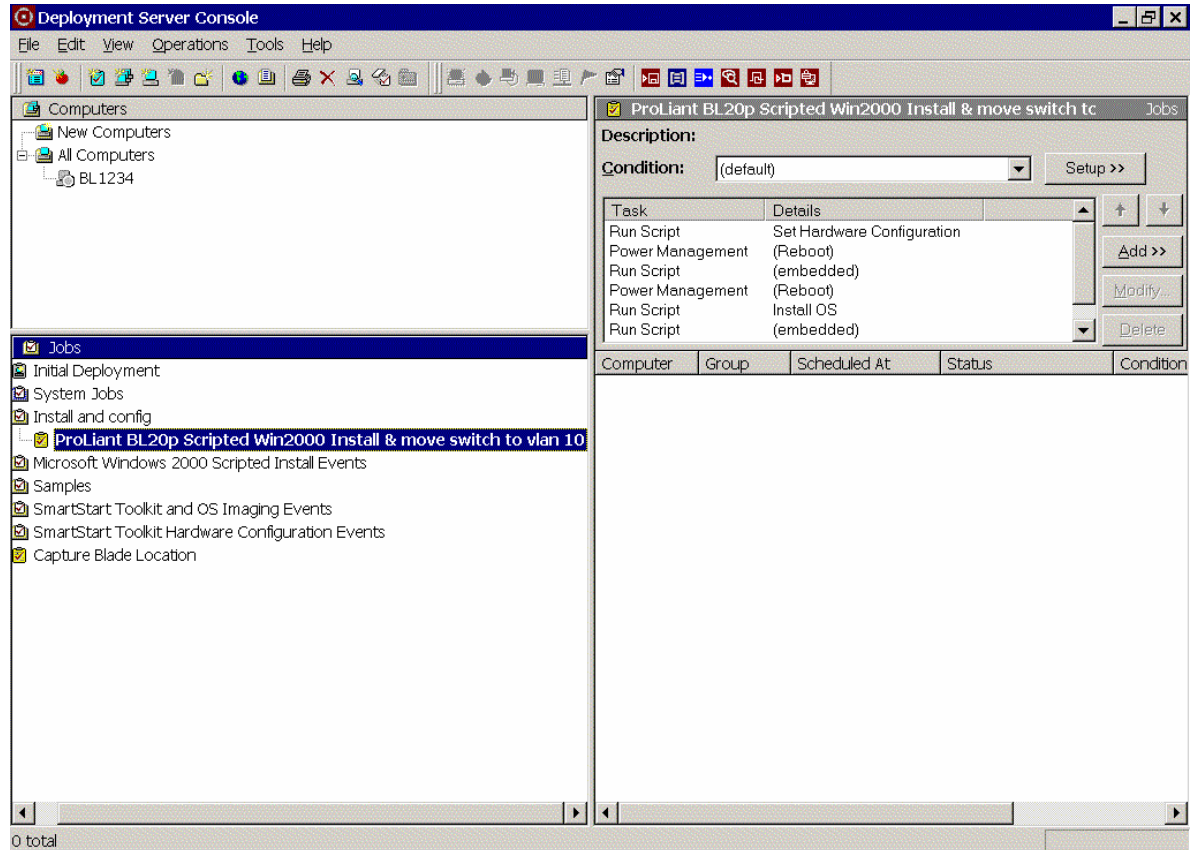 Deployment Server Console
File Edit View Operations Tools Help
Computers
New Computers
All Computers
BL1234
Jobs
Initial Deployment
System Jobs
Install and config
ProLiant BL20p Scripted Win2000 Install & move switch to vlan 10
Microsoft Windows 2000 Scripted Install Events
Samples
SmartStart Toolkit and OS Imaging Events
SmartStart Toolkit Hardware Configuration Events
Capture Blade Location
ProLiant BL20p Scripted Win2000 Install & move switch tc Jobs
Description:
Condition: (default) Setup >>
Task Details
Run Script Set Hardware Configuration
Power Management (Reboot)
Run Script (embedded)
Power Management (Reboot)
Run Script Install OS
Run Script (embedded)
Add >>
Modify...
Delete
Computer Group Scheduled At Status Condition
0 total